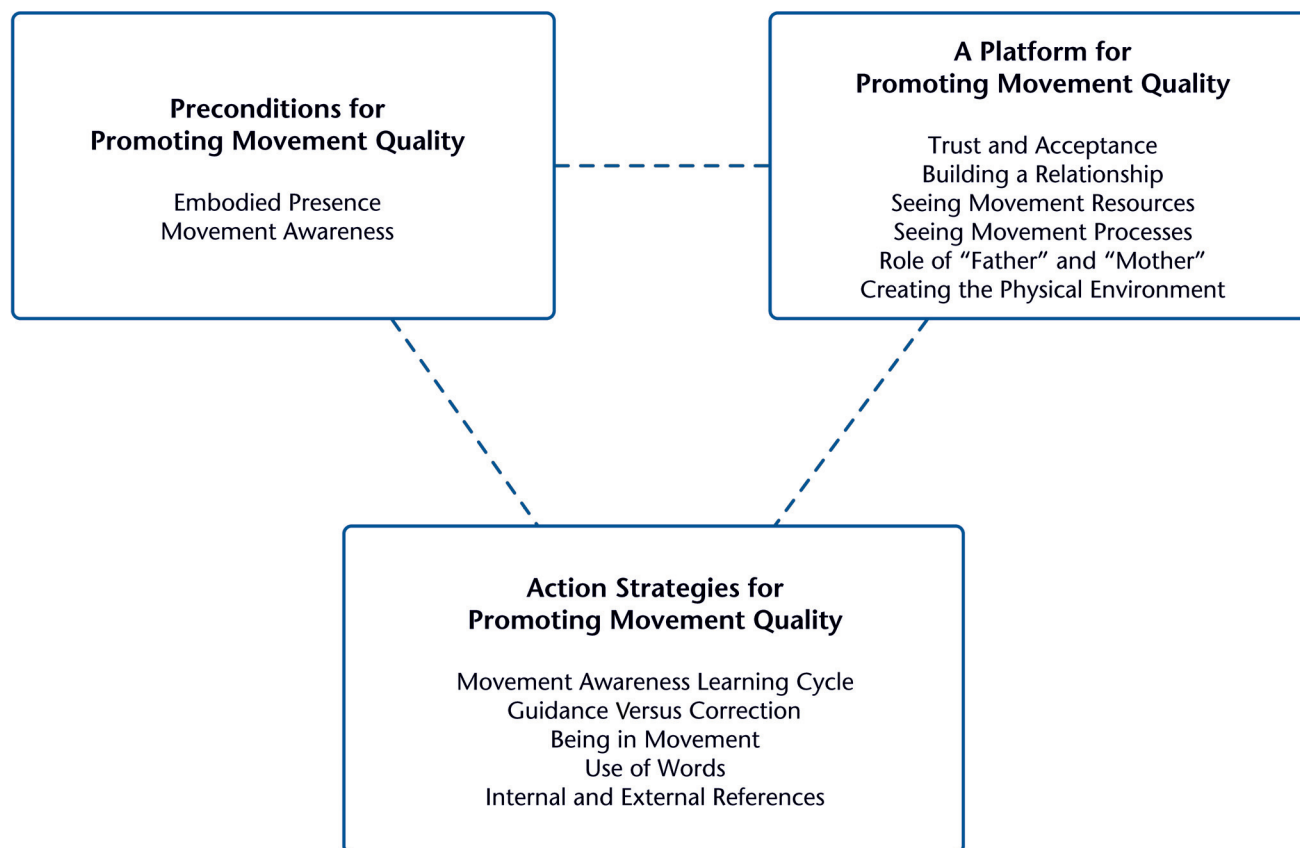 Preconditions for
Promoting Movement Quality
Embodied Presence
Movement Awareness
A Platform for
Promoting Movement Quality
Trust and Acceptance
Building a Relationship
Seeing Movement Resources
Seeing Movement Processes
Role of “Father” and “Mother”
Creating the Physical Environment
Action Strategies for
Promoting Movement Quality
Movement Awareness Learning Cycle
Guidance Versus Correction
Being in Movement
Use of Words
Internal and External References